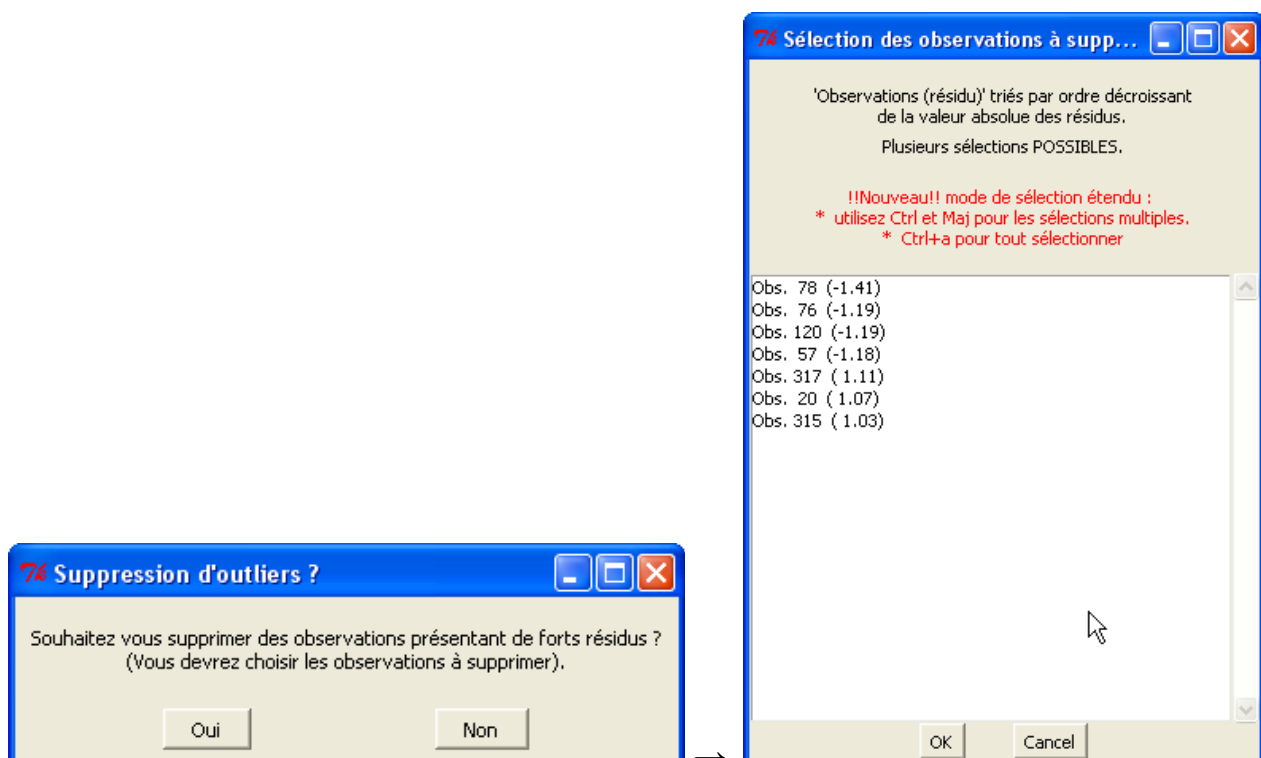 Suppression d'outliers ?
Souhaitez vous supprimer des observations présentant de forts résidus ?
(Vous devrez choisir les observations à supprimer).
Oui
Non
→
Sélection des observations à supp...
'Observations (résidu)' triés par ordre décroissant
de la valeur absolue des résidus.
Plusieurs sélections POSSIBLES.
!!Nouveau!! mode de sélection étendu :
* utilisez Ctrl et Maj pour les sélections multiples.
* Ctrl+a pour tout sélectionner
Obs. 78 (-1.41)
Obs. 76 (-1.19)
Obs. 120 (-1.19)
Obs. 57 (-1.18)
Obs. 317 ( 1.11)
Obs. 20 ( 1.07)
Obs. 315 ( 1.03)
OK
Cancel